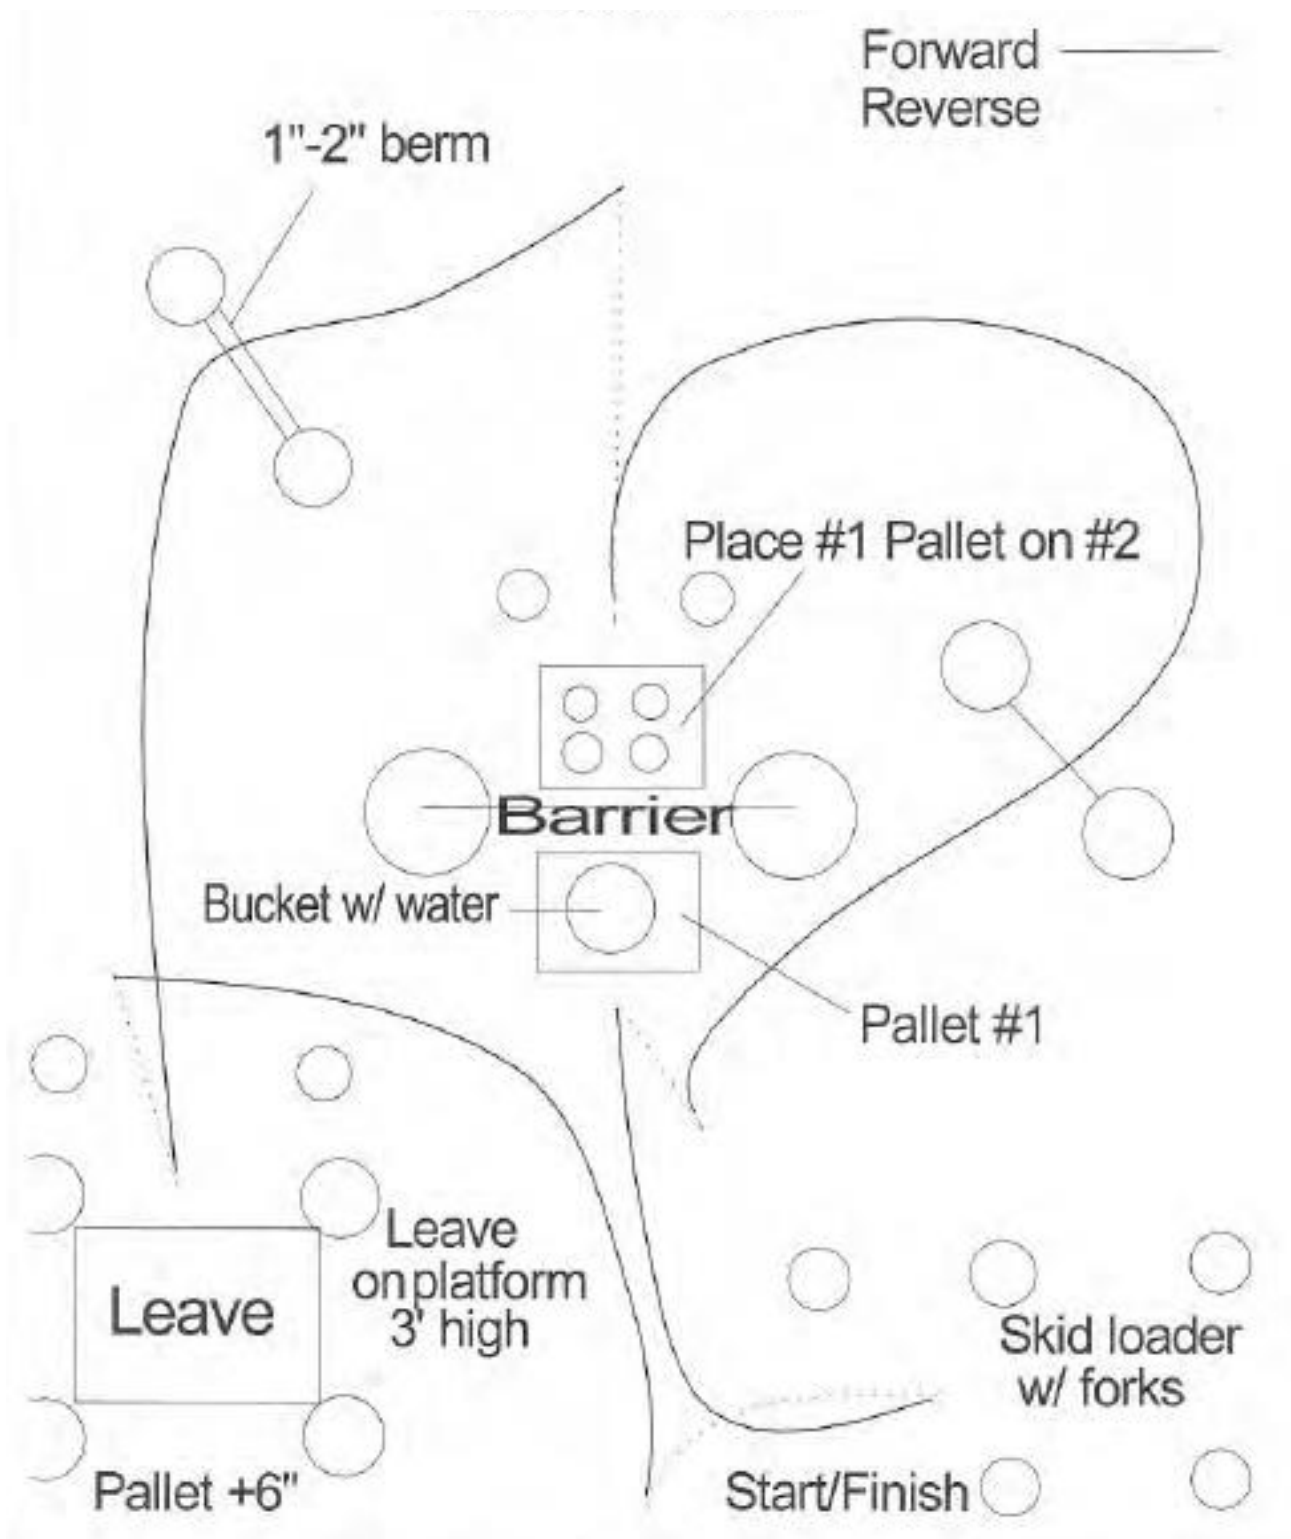 Forward
Reverse
1"-2" berm
Place #1 Pallet on #2
Barrier
Bucket w/ water
Pallet #1
Leave
on platform
3' high
Leave
Skid loader
w/ forks
Pallet +6"
Start/Finish